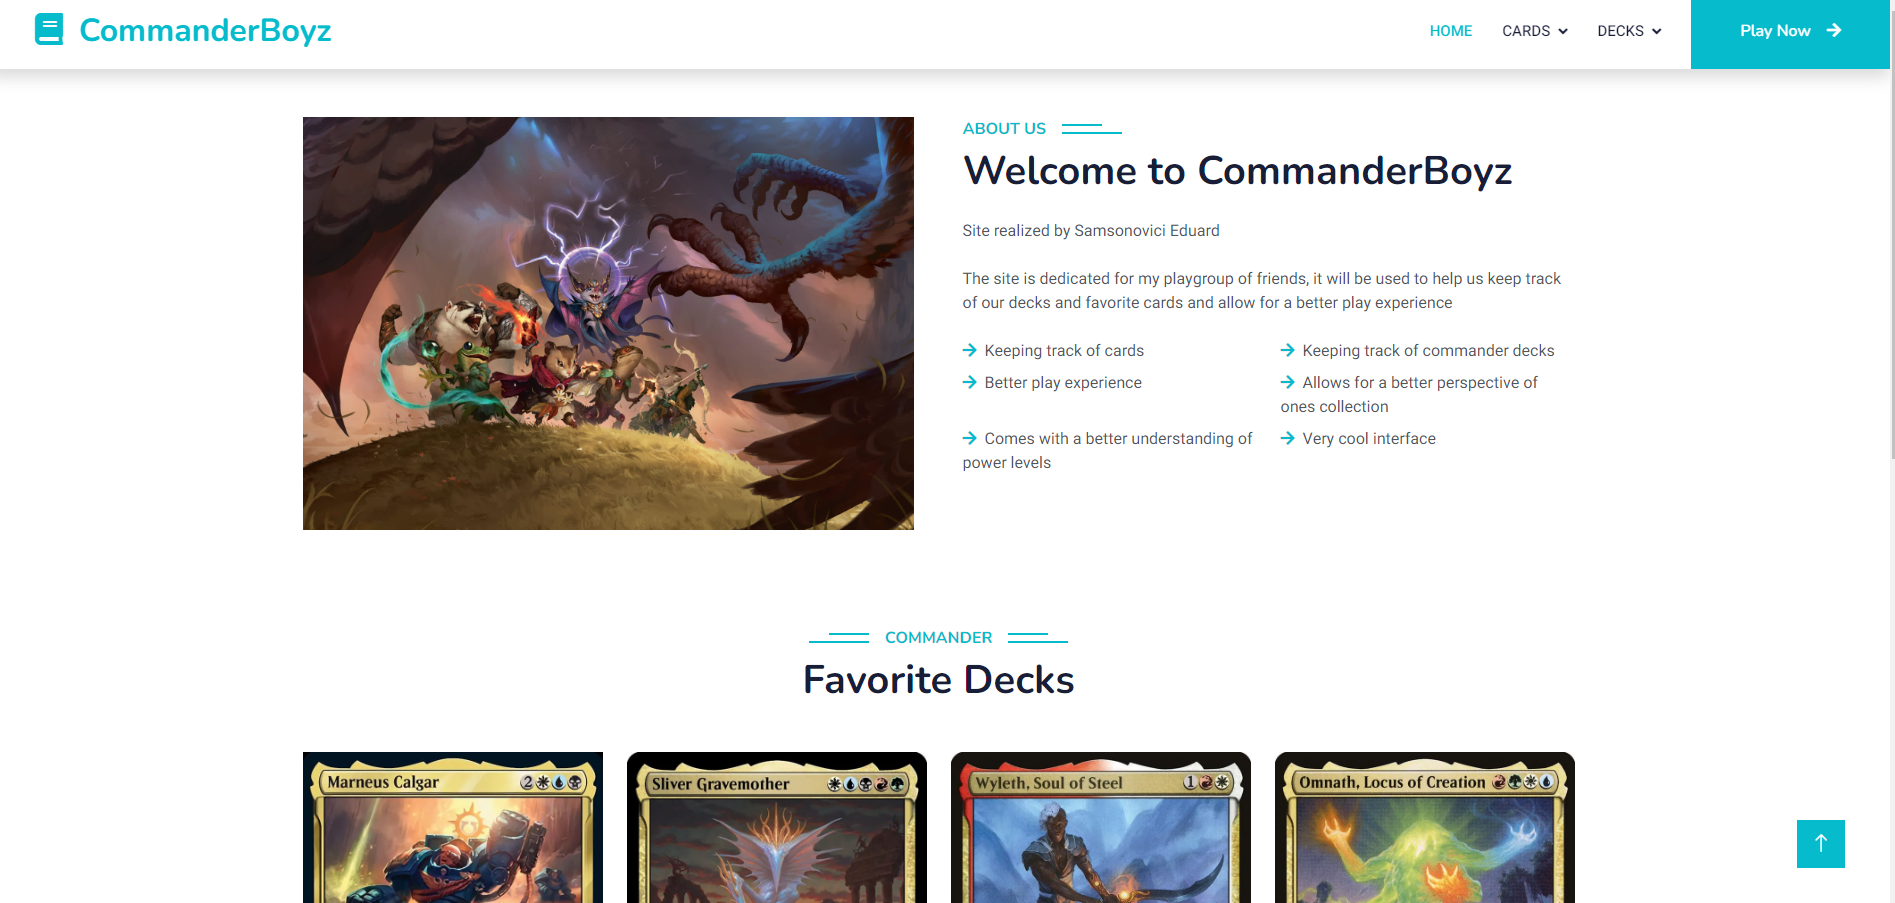 CommanderBoyz
HOME CARDS DECKS Play Now
ABOUT US
Welcome to CommanderBoyz
Site realized by Samsonovici Eduard
The site is dedicated for my playgroup of friends, it will be used to help us keep track
of our decks and favorite cards and allow for a better play experience
Keeping track of cards
Keeping track of commander decks
Better play experience
Allows for a better perspective of
ones collection
Comes with a better understanding of
power levels
Very cool interface
COMMANDER
Favorite Decks
Marneus Calgar 2
Sliver Gravemother
Wyleth, Soul of Steel 1
Omnath, Locus of Creation